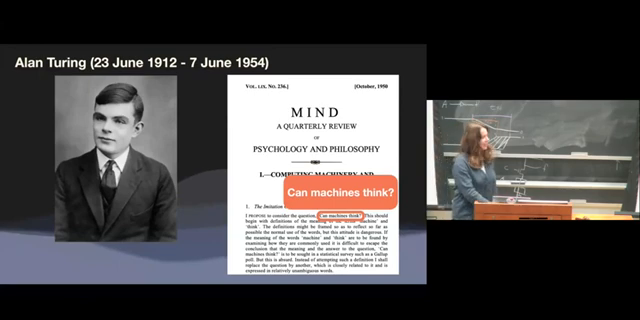 Alan Turing (23 June 1912 - 7 June 1954)
VOL. LIX. NO. 236.]
[October, 1950
MIND
A QUARTERLY REVIEW
OF
PSYCHOLOGY AND PHILOSOPHY
I.—COMPUTING MACHINERY AND
Can machines think?
1. The Imitation
I PROPOSE to consider the question, 'Can machines think?' This should
begin with definitions of the meaning of the terms 'machine' and
'think'. The definitions might be framed so as to reflect so far as
possible the normal use of the words, but this attitude is dangerous. If
the meaning of the words 'machine' and 'think' are to be found by
examining how they are commonly used it is difficult to escape the
conclusion that the meaning and the answer to the question, 'Can
machines think?' is to be sought in a statistical survey such as a Gallup
poll. But this is absurd. Instead of attempting such a definition I shall
replace the question by another, which is closely related to it and is
expressed in relatively unambiguous words.